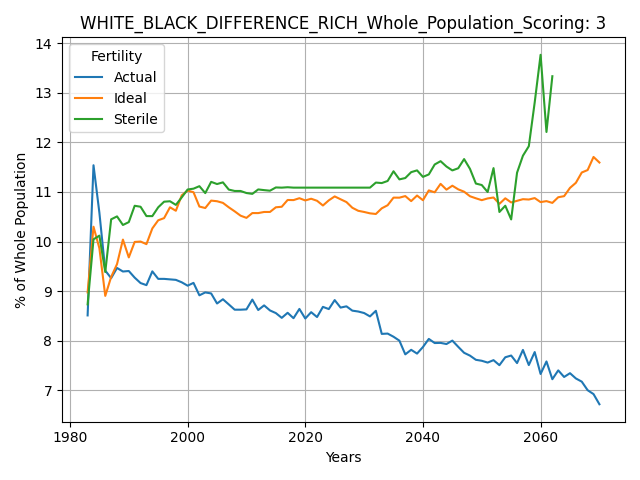 WHITE_BLACK_DIFFERENCE_RICH_Whole_Population_Scoring: 3
14
13
12
11
10
9
8
7
% of Whole Population
Fertility
Actual
Ideal
Sterile
1980
2000
2020
2040
2060
Years